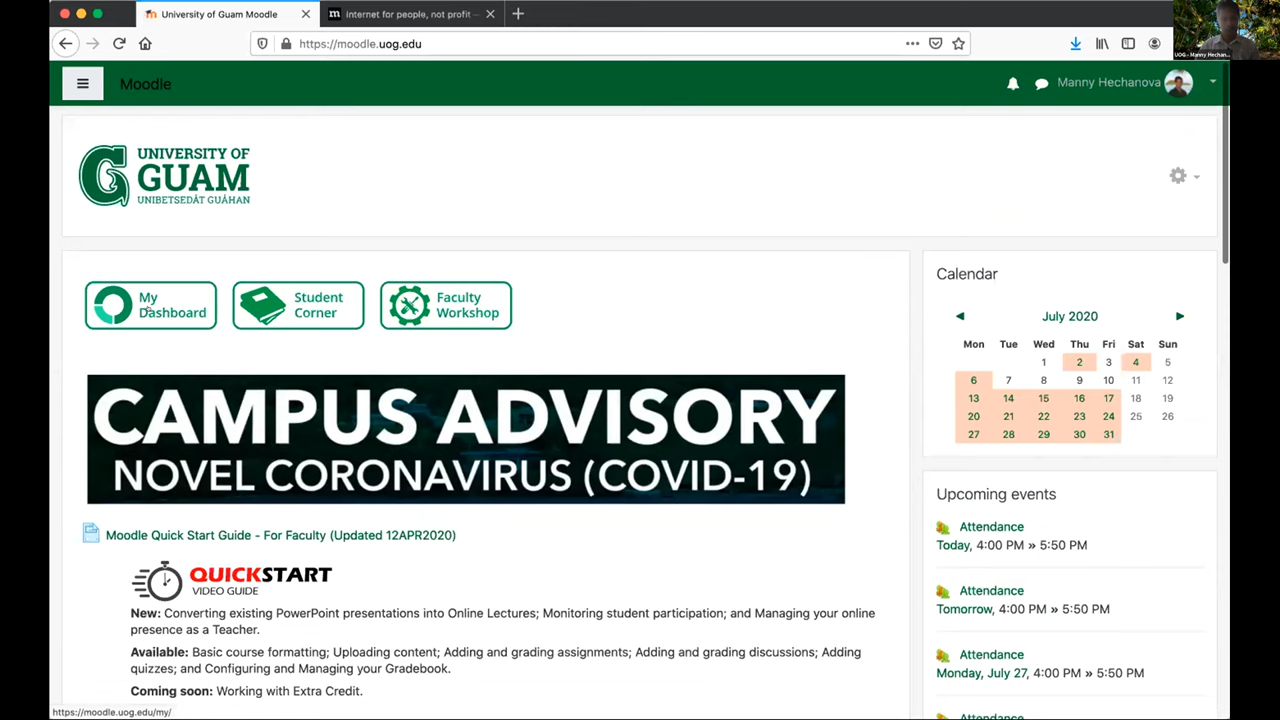 University of Guam Moodle
Internet for people, not profit
https://moodle.uog.edu
UOG - Manny Hechan...
Moodle
Manny Hechanova
UNIVERSITY OF
GUAM
UNIBETSEDÅT GUÅHAN
My
Dashboard
Student
Corner
Faculty
Workshop
CAMPUS ADVISORY
NOVEL CORONAVIRUS (COVID-19)
Moodle Quick Start Guide - For Faculty (Updated 12APR2020)
QUICKSTART
VIDEO GUIDE
New: Converting existing PowerPoint presentations into Online Lectures; Monitoring student participation; and Managing your online
presence as a Teacher.
Available: Basic course formatting; Uploading content; Adding and grading assignments; Adding and grading discussions; Adding
quizzes; and Configuring and Managing your Gradebook.
Coming soon: Working with Extra Credit.
https://moodle.uog.edu/my/
Calendar
July 2020
Mon Tue Wed Thu Fri Sat Sun
1 2 3 4 5
6 7 8 9 10 11 12
13 14 15 16 17 18 19
20 21 22 23 24 25 26
27 28 29 30 31
Upcoming events
Attendance
Today, 4:00 PM » 5:50 PM
Attendance
Tomorrow, 4:00 PM » 5:50 PM
Attendance
Monday, July 27, 4:00 PM » 5:50 PM
Attendance